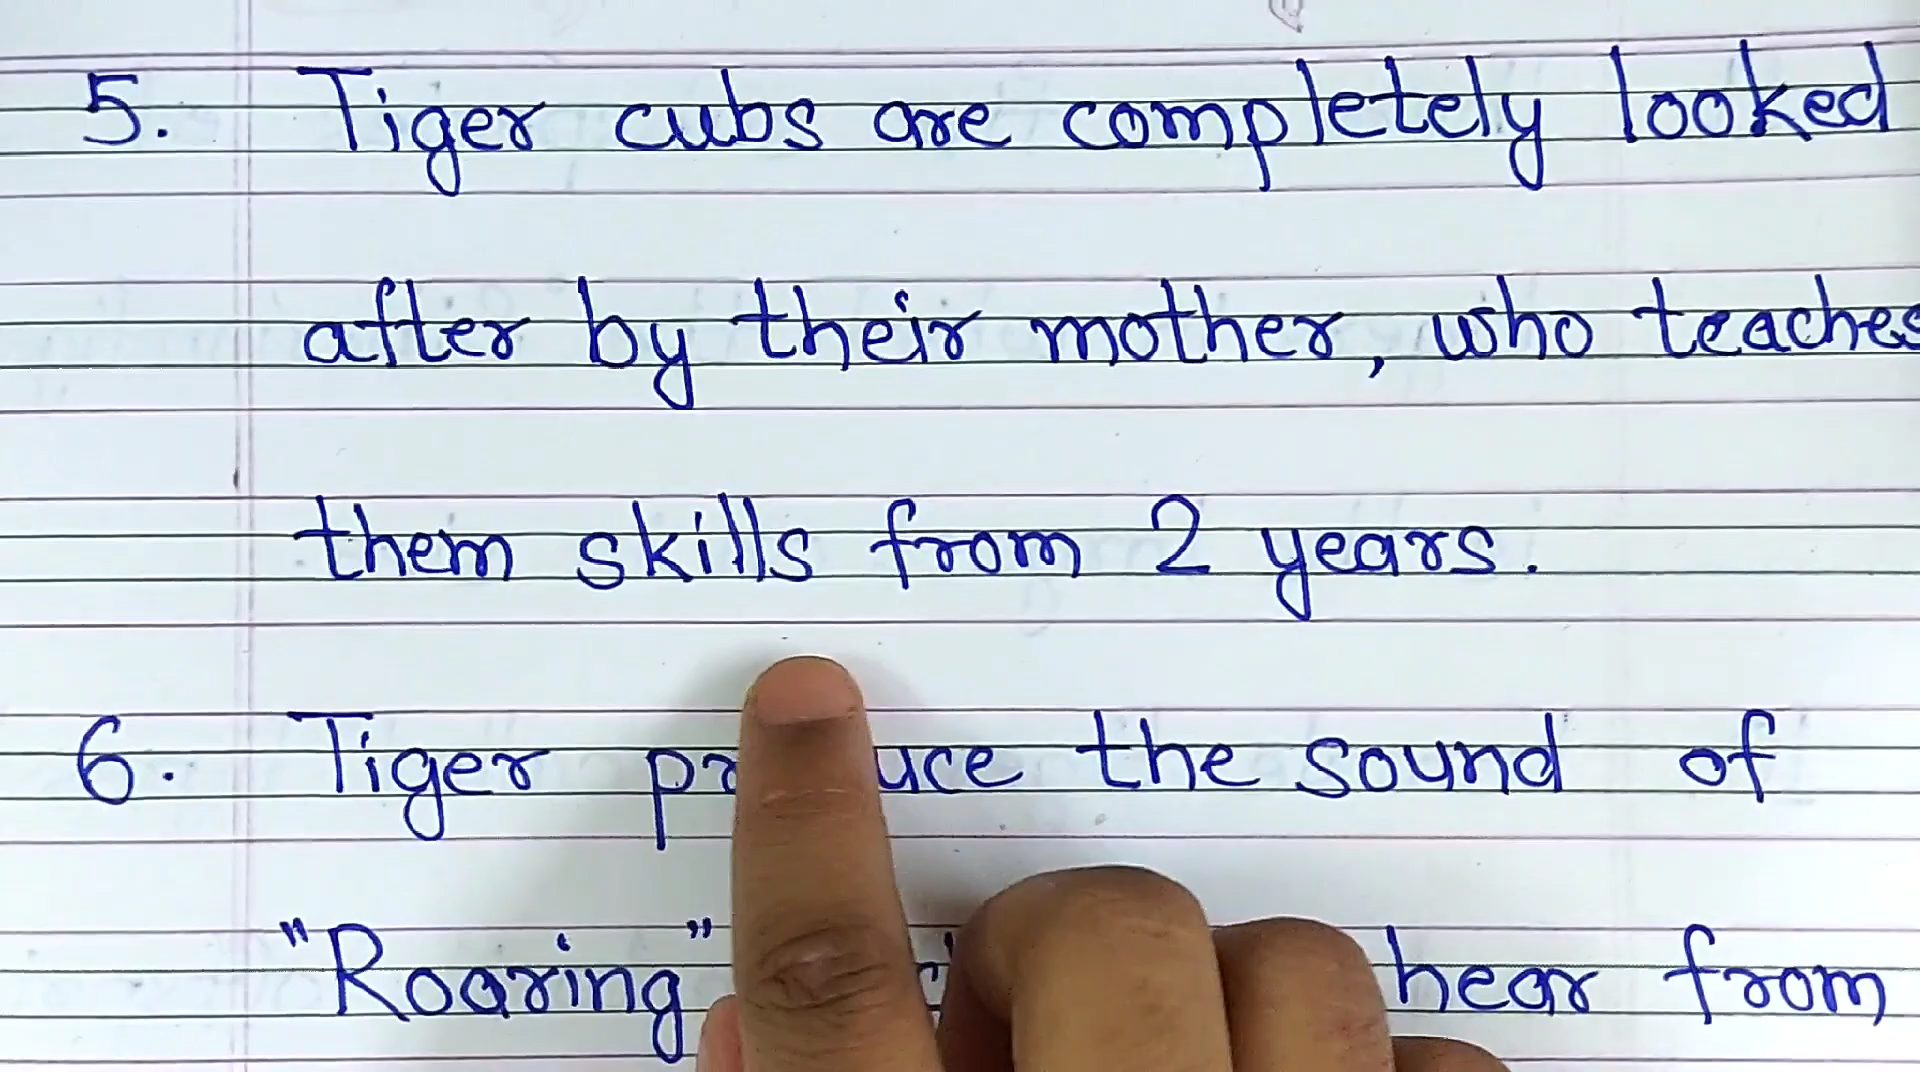 5. Tiger cubs are completely looked
after by their mother, who teaches
them skills from 2 years.
6. Tiger the sound of
"Roaring" hear from